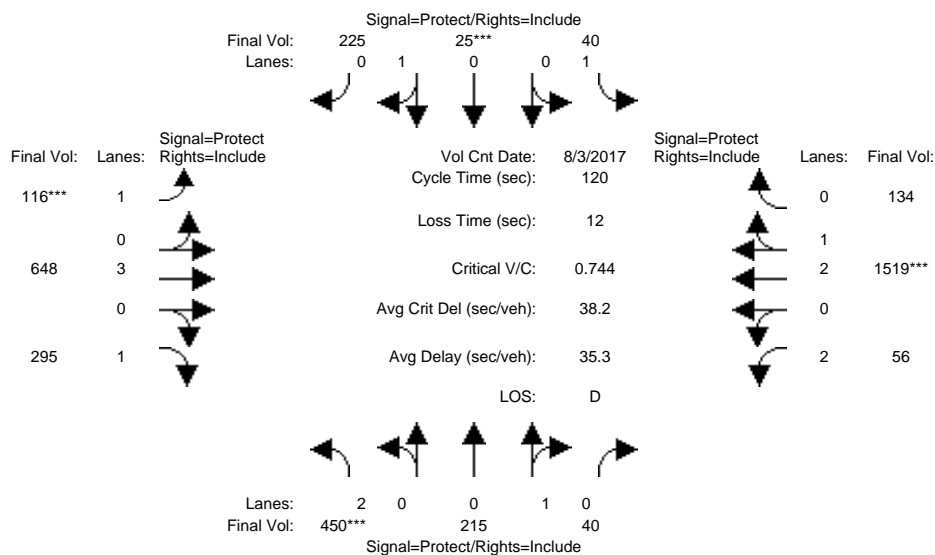 Signal=Protect/Rights=Include
Final Vol: 225 25*** 40
Lanes: 0 1 0 0 1
Signal=Protect Signal=Protect
Final Vol: Lanes: Rights=Include Vol Cnt Date: 8/3/2017 Rights=Include Lanes: Final Vol:
Cycle Time (sec): 120
116*** 1 0 134
Loss Time (sec): 12
0 1
648 3 Critical V/C: 0.744 2 1519***
0 Avg Crit Del (sec/veh): 38.2 0
295 1 Avg Delay (sec/veh): 35.3 2 56
LOS: D
Lanes: 2 0 0 1 0
Final Vol: 450*** 215 40
Signal=Protect/Rights=Include